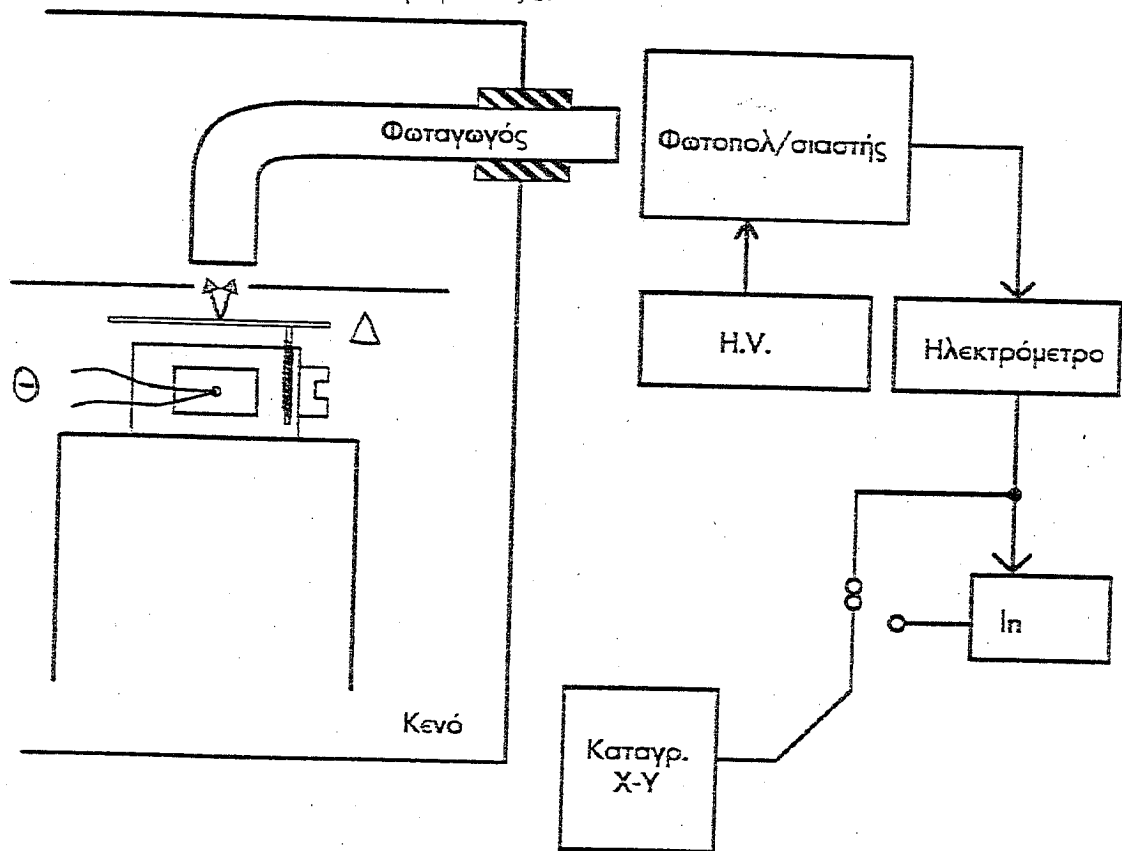 Φωταγωγός
Φωτοπολ/σιαστής
H.V.
Ηλεκτρόμετρο
Δ
Θ
ln
Κενό
Καταγρ.
X-Y